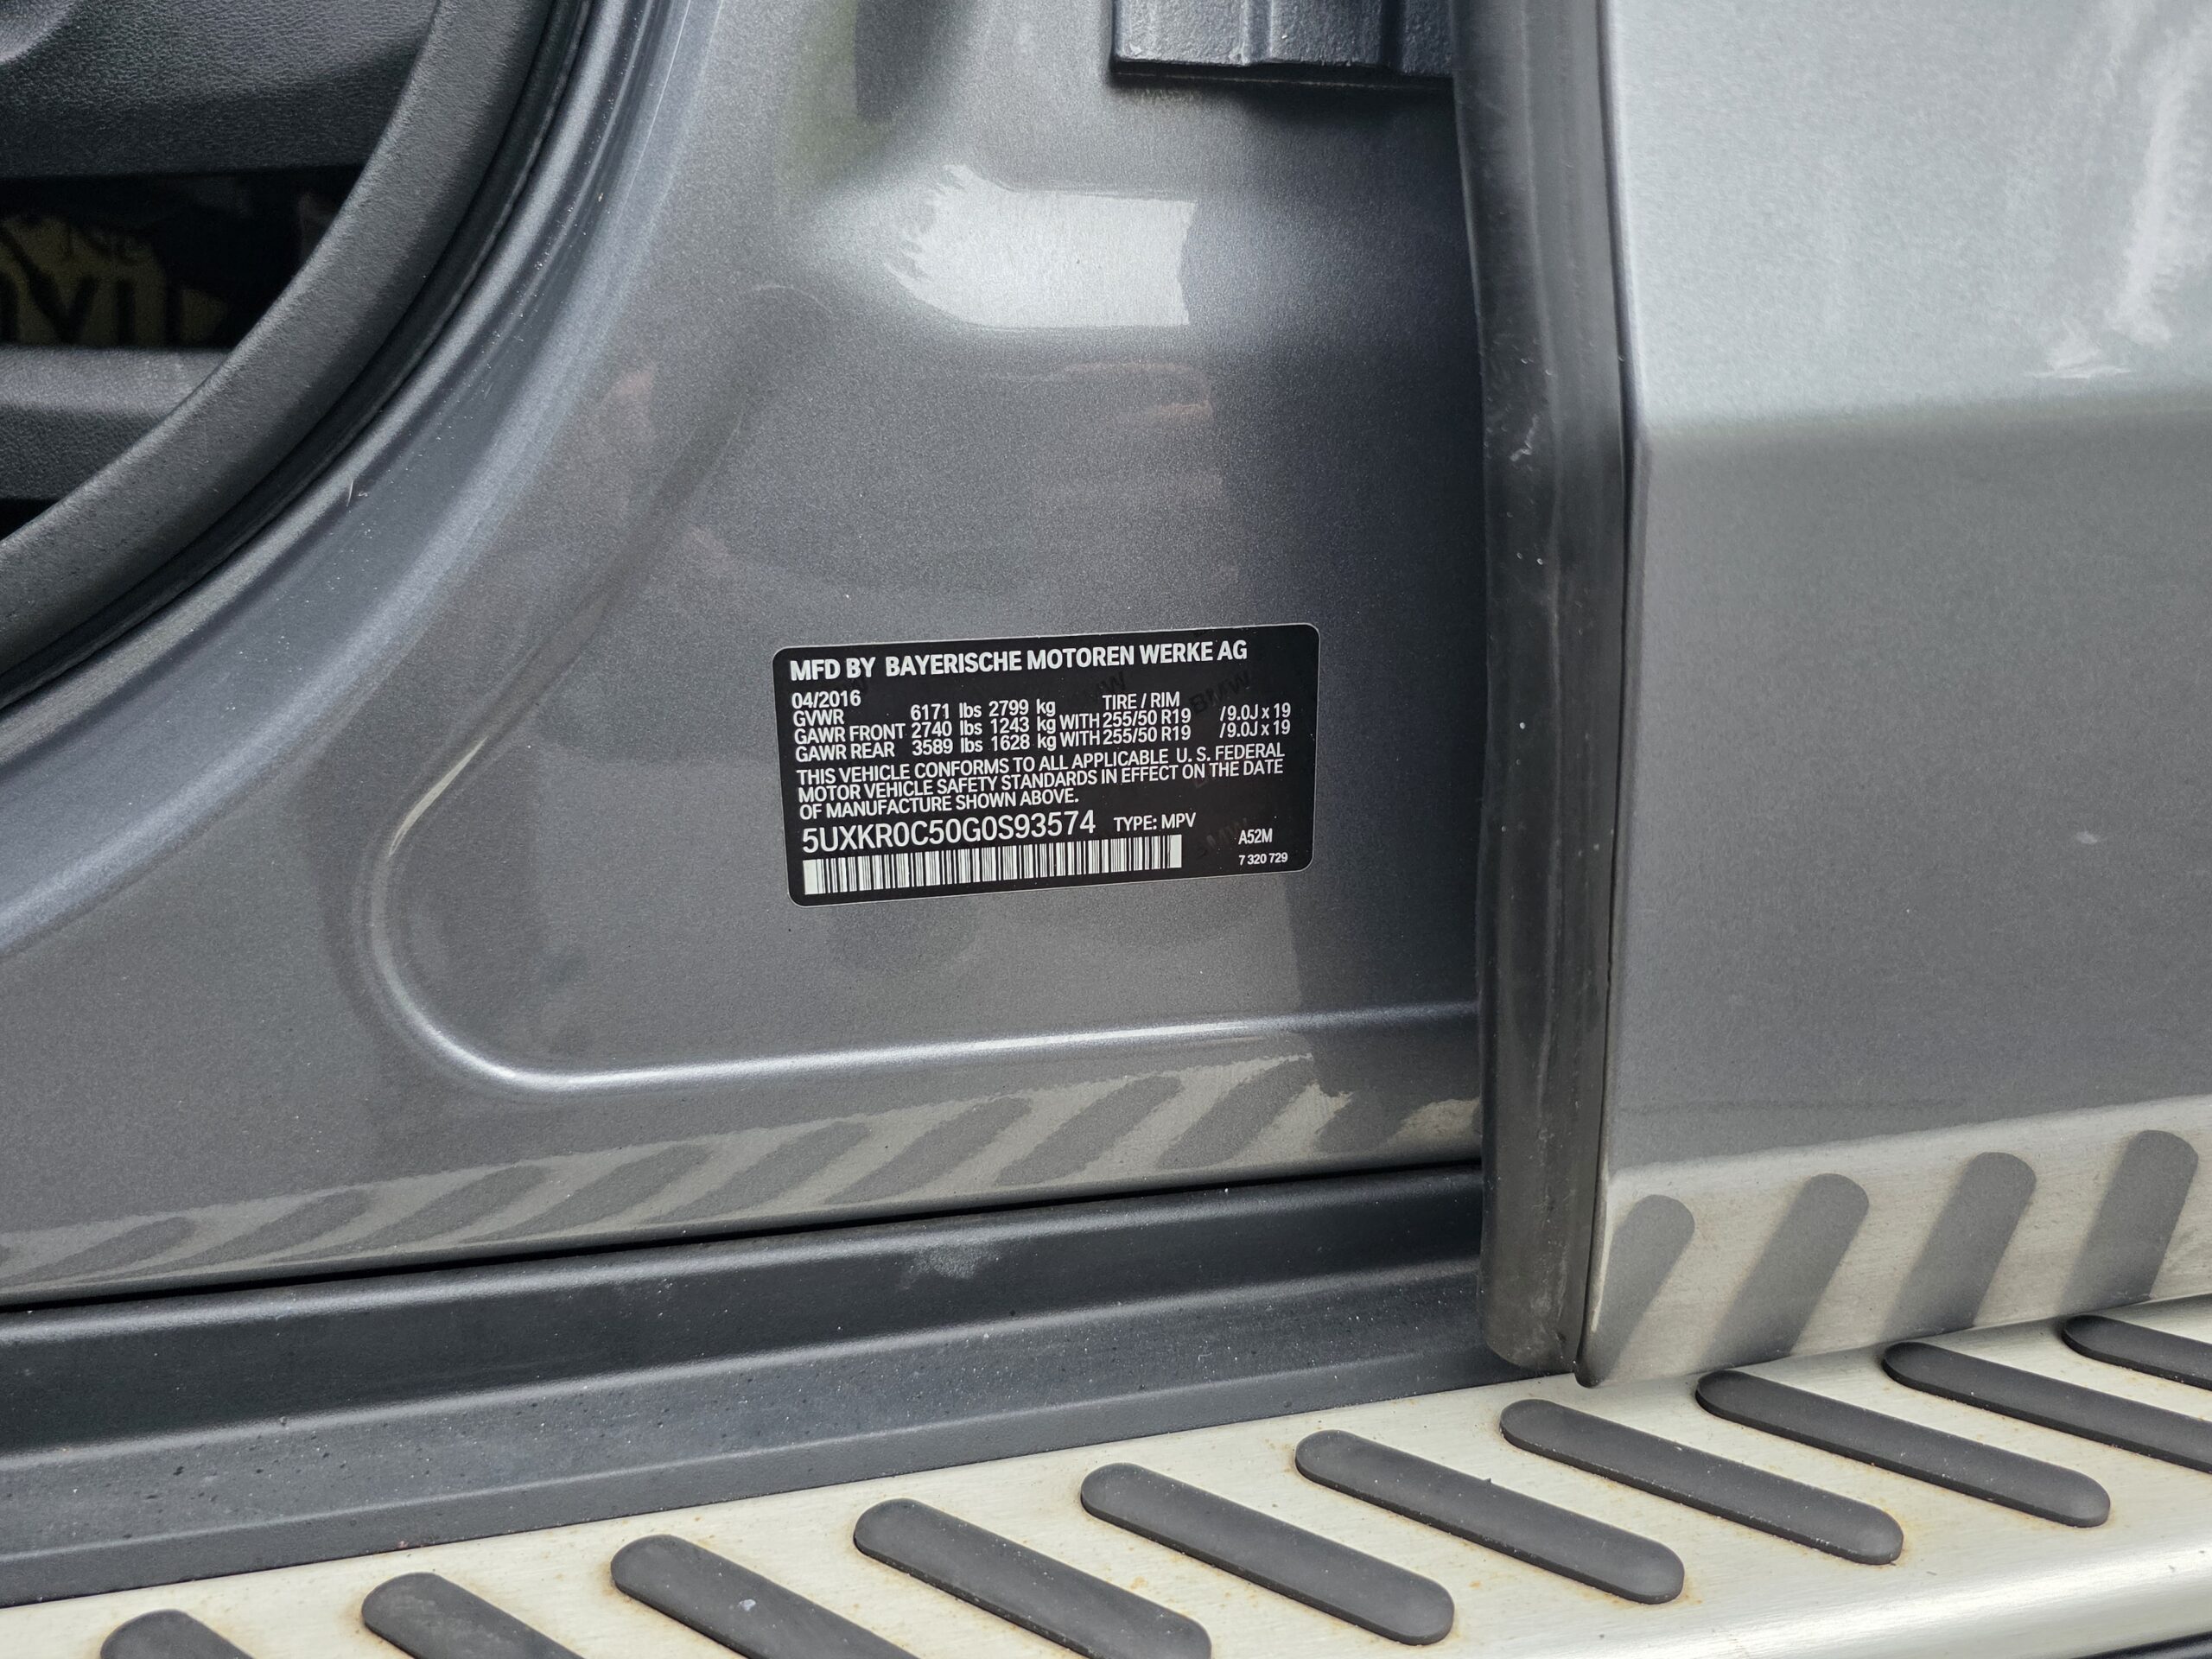 MFD BY BAYERISCHE MOTOREN WERKE AG
04/2016 TIRE / RIM
GVWR 6171 lbs 2799 kg
GAWR FRONT 2740 lbs 1243 kg WITH 255/50 R19 /9.0J x 19
GAWR REAR 3589 lbs 1628 kg WITH 255/50 R19 /9.0J x 19
THIS VEHICLE CONFORMS TO ALL APPLICABLE U. S. FEDERAL
MOTOR VEHICLE SAFETY STANDARDS IN EFFECT ON THE DATE
OF MANUFACTURE SHOWN ABOVE.
5UXKR0C50G0S93574 TYPE: MPV
A52M
7 320 729